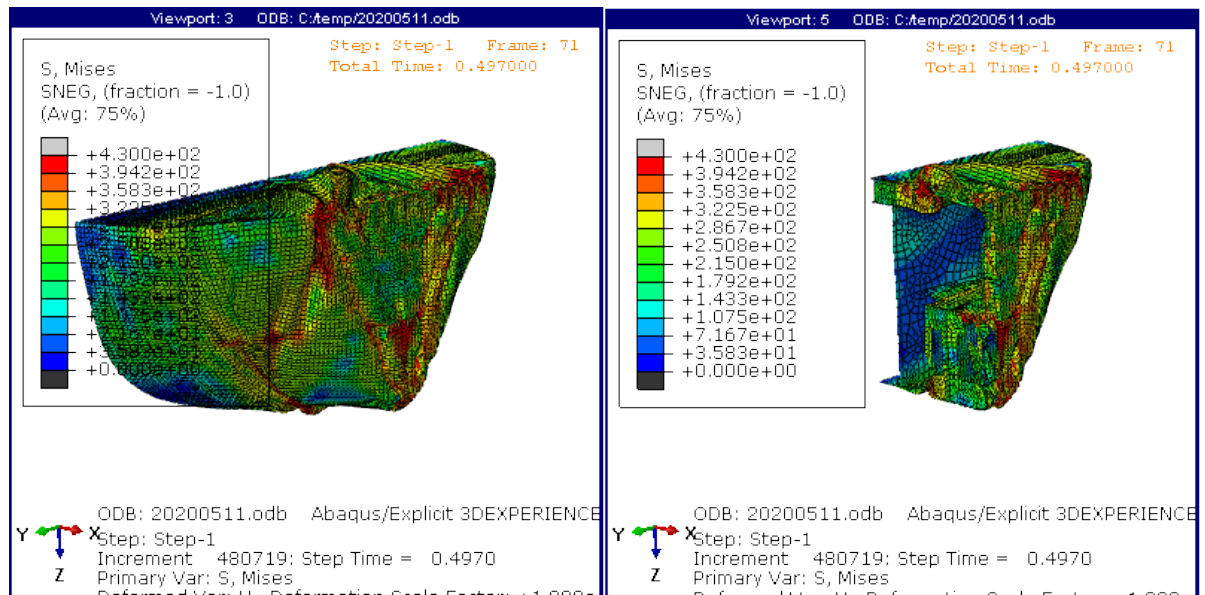 Viewport: 3 ODB: C:/temp/20200511.odb
Step: Step-1 Frame: 71
Total Time: 0.497000
S, Mises
SNEG, (fraction = -1.0)
(Avg: 75%)
+4.300e+02
+3.942e+02
+3.583e+02
+0.000e+00
ODB: 20200511.odb Abaqus/Explicit 3DEXPERIENCE
Y X
Step: Step-1
Increment 480719: Step Time = 0.4970
Z
Primary Var: S, Mises
Viewport: 5 ODB: C:/temp/20200511.odb
Step: Step-1 Frame: 71
Total Time: 0.497000
S, Mises
SNEG, (fraction = -1.0)
(Avg: 75%)
+4.300e+02
+3.942e+02
+3.583e+02
+3.225e+02
+2.867e+02
+2.508e+02
+2.150e+02
+1.792e+02
+1.433e+02
+1.075e+02
+7.167e+01
+3.583e+01
+0.000e+00
ODB: 20200511.odb Abaqus/Explicit 3DEXPERIENCE
Y X
Step: Step-1
Increment 480719: Step Time = 0.4970
Z
Primary Var: S, Mises